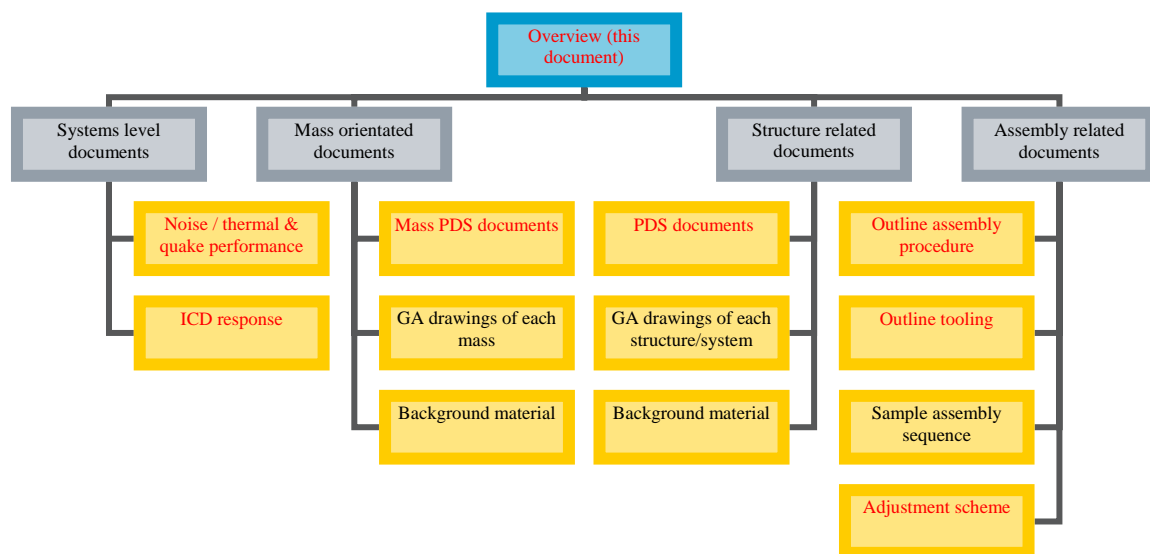 Overview (this
document)
Systems level
documents
Mass orientated
documents
Structure related
documents
Assembly related
documents
Noise / thermal &
quake performance
Mass PDS documents
PDS documents
Outline assembly
procedure
ICD response
GA drawings of each
mass
GA drawings of each
structure/system
Outline tooling
Background material
Background material
Sample assembly
sequence
Adjustment scheme